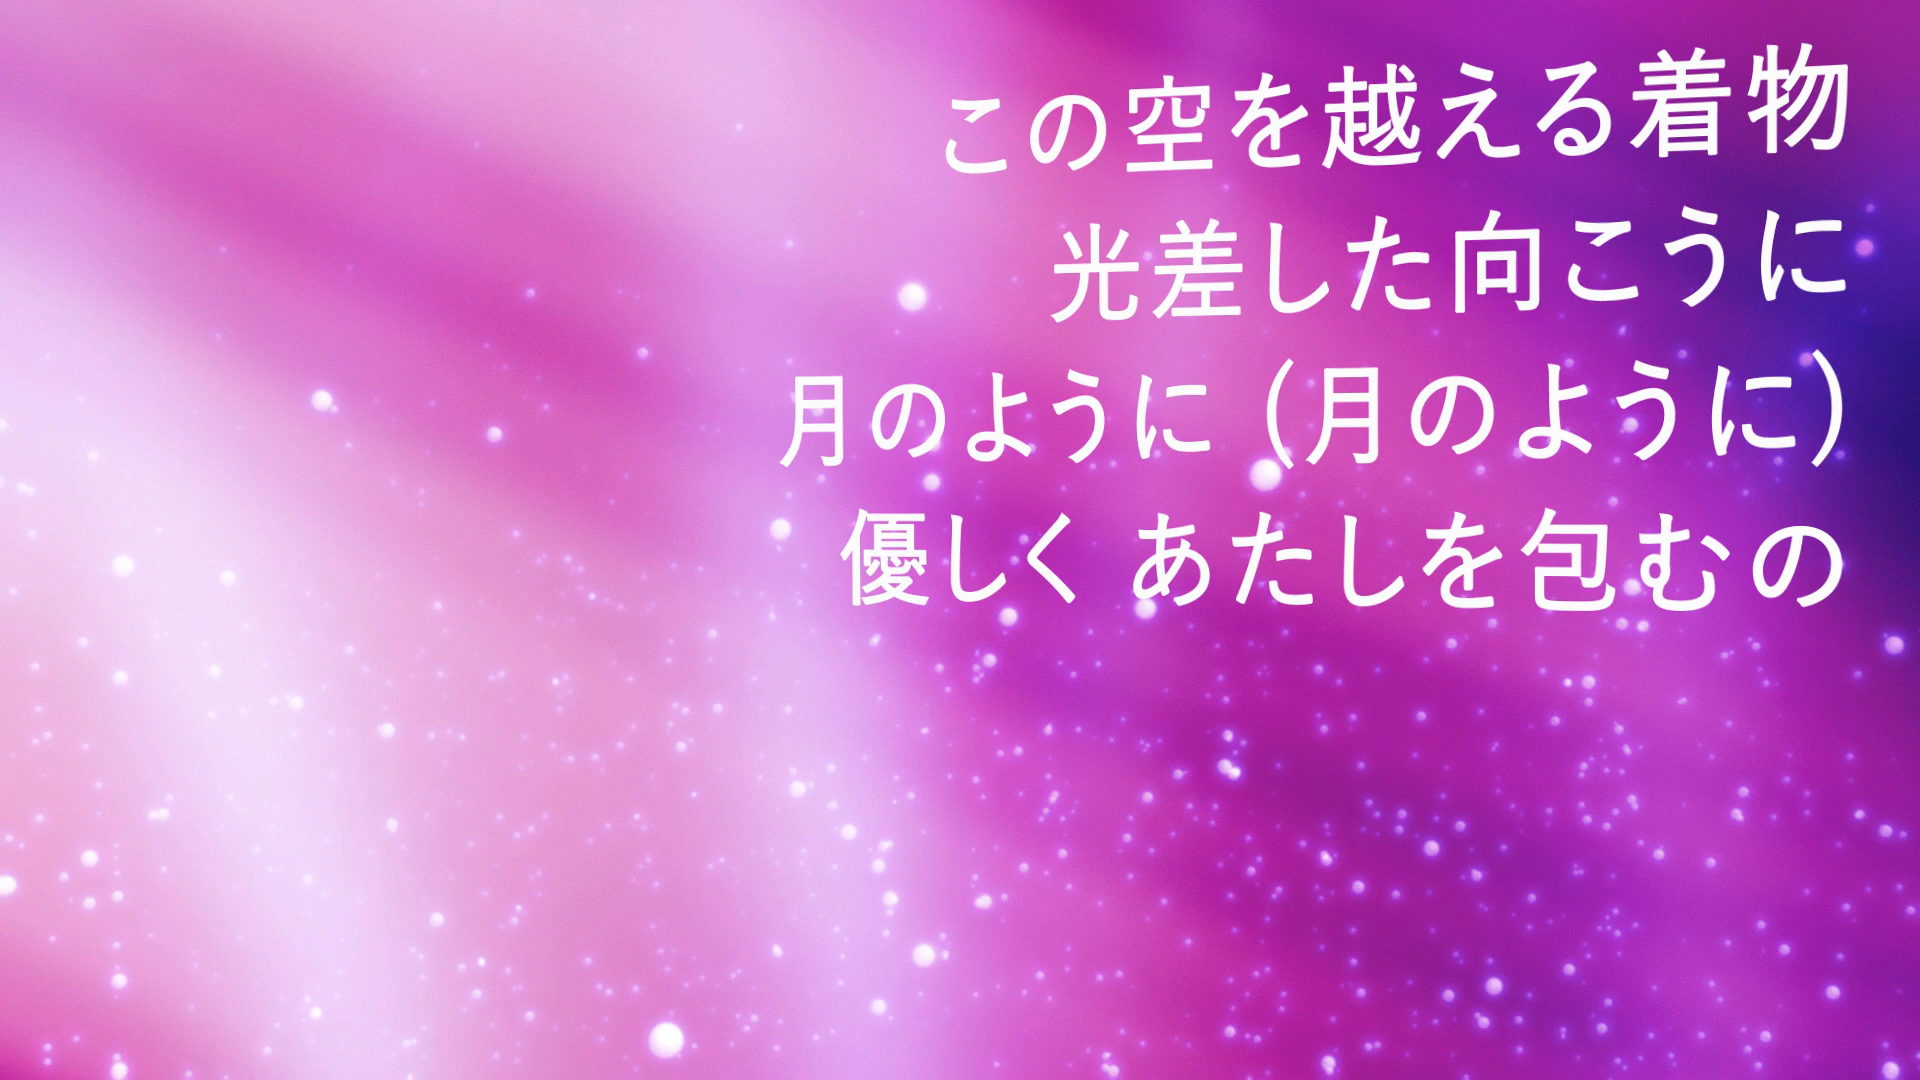 この空を越える着物
光差した向こうに
月のように (月のように)
優しく あたしを包むの